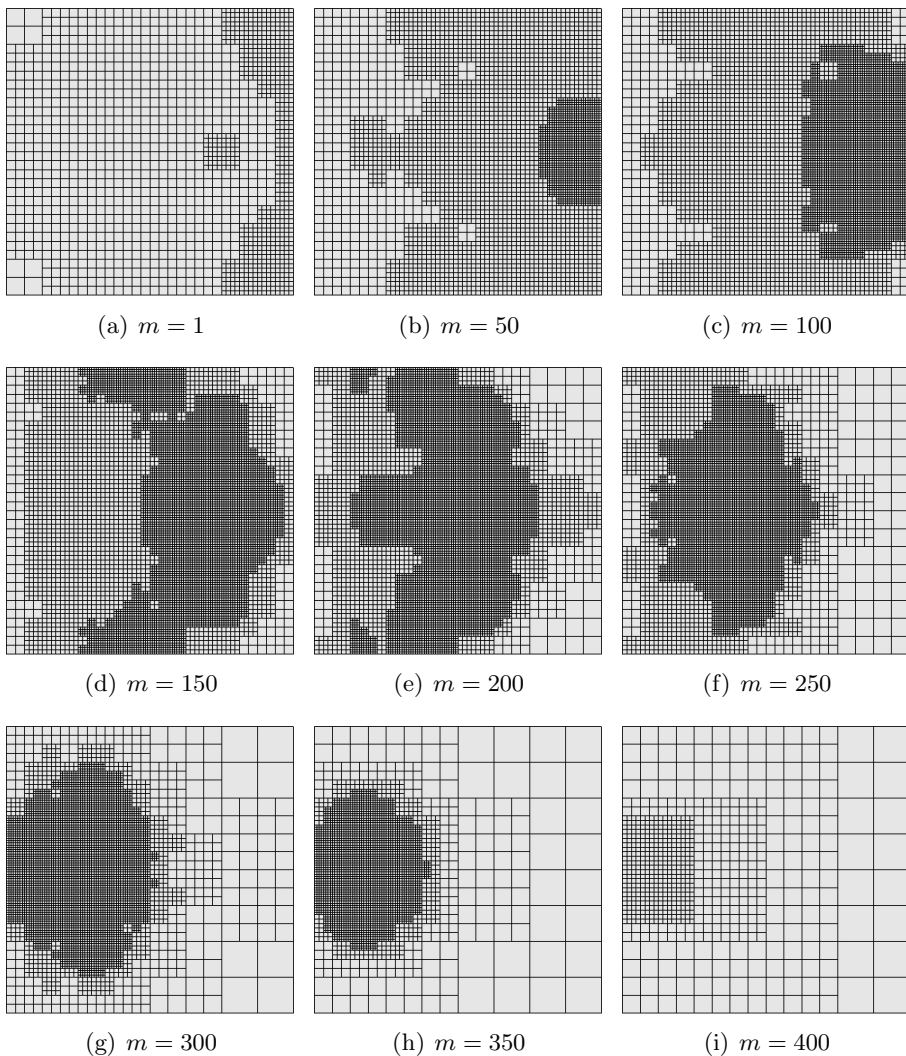 (a) m = 1
(b) m = 50
(c) m = 100
(d) m = 150
(e) m = 200
(f) m = 250
(g) m = 300
(h) m = 350
(i) m = 400